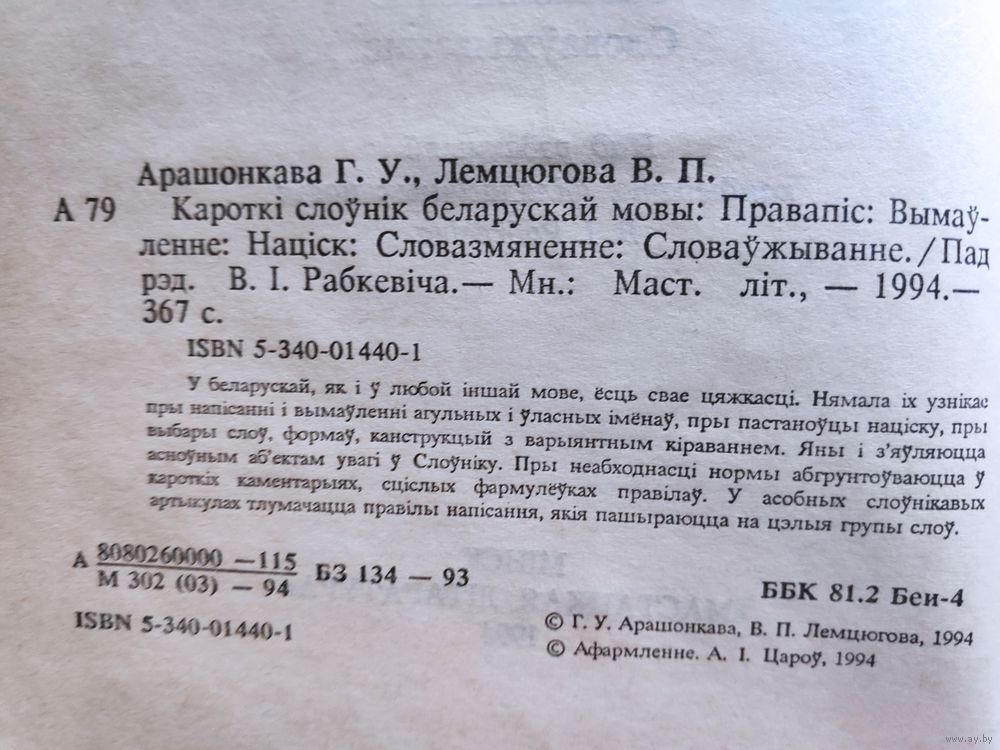 Арашонкава Г. У., Лемцюгова В. П.
А 79 Кароткі слоўнік беларускай мовы: Правапіс: Вымаў-
ленне: Націск: Словазмяненне: Словаўжыванне./Пад
рэд. В. І. Рабкевіча.— Мн.: Маст. літ., — 1994.—
367 с.
ISBN 5-340-01440-1
У беларускай, як і ў любой іншай мове, ёсць свае цяжкасці. Нямала іх узнікае
пры напісанні і вымаўленні агульных і ўласных імёнаў, пры пастаноўцы націску, пры
выбары слоў, формаў, канструкцый з варыянтным кіраваннем. Яны і з'яўляюцца
асноўным аб'ектам увагі ў Слоўніку. Пры неабходнасці нормы абгрунтоўваюцца ў
кароткіх каментарыях, сціслых фармулёўках правілаў. У асобных слоўнікавых
артыкулах тлумачацца правілы напісання, якія пашыраюцца на цэлыя групы слоў.
А 8080260000 —115
М 302 (03) — 94
БЗ 134 — 93
ББК 81.2 Беи-4
ISBN 5-340-01440-1
© Г. У. Арашонкава, В. П. Лемцюгова, 1994
© Афармленне. А. І. Цароў, 1994
www.ay.by